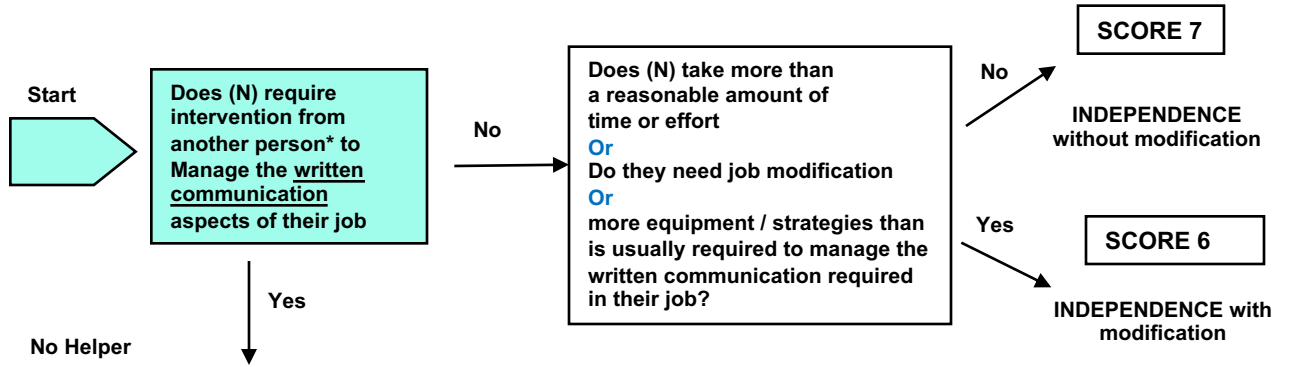 Start
Does (N) require
intervention from
another person* to
Manage the written
communication
aspects of their job
No
Does (N) take more than
a reasonable amount of
time or effort
Or
Do they need job modification
Or
more equipment / strategies than
is usually required to manage the
written communication required
in their job?
No
SCORE 7
INDEPENDENCE
without modification
Yes
SCORE 6
INDEPENDENCE with
modification
Yes
No Helper